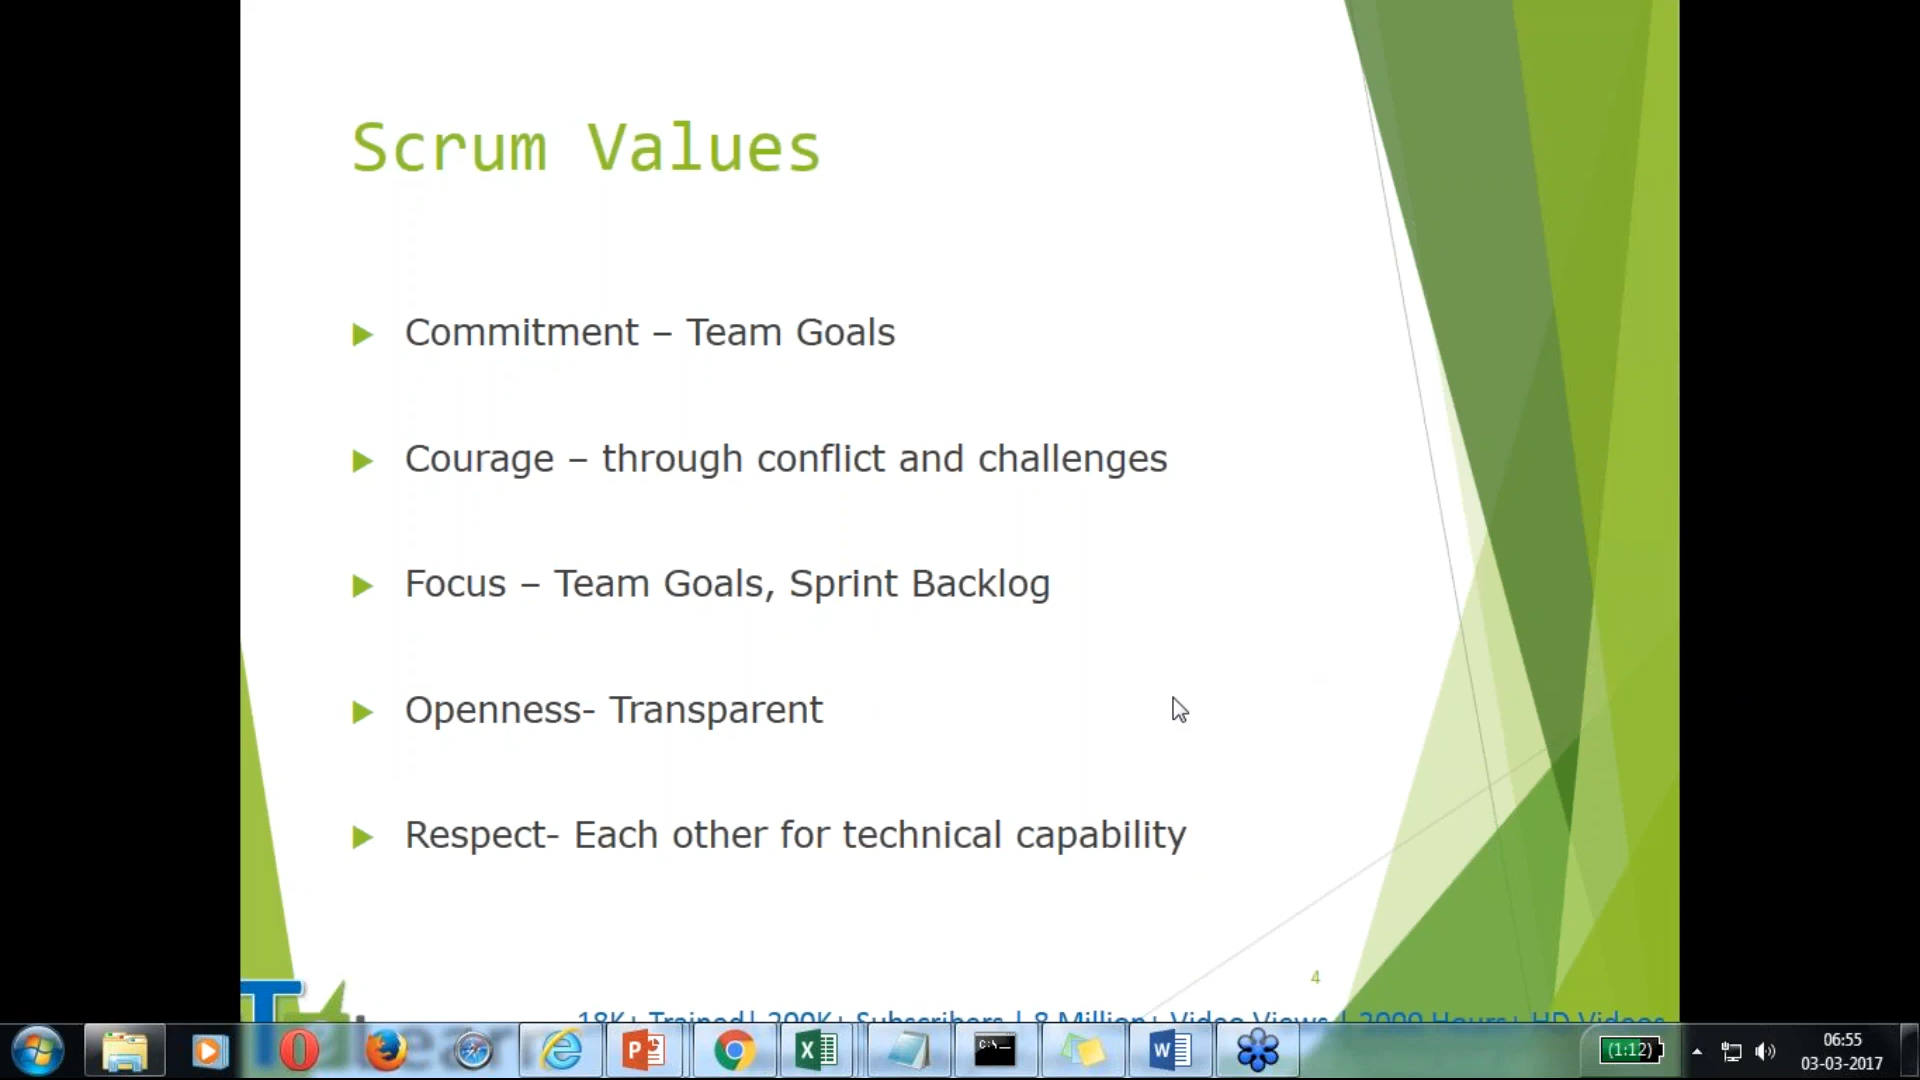 Scrum Values
Commitment – Team Goals
Courage – through conflict and challenges
Focus – Team Goals, Sprint Backlog
Openness- Transparent
Respect- Each other for technical capability
4
18K+ Trained| 200K+ Subscribers | 8 Million+ Video Views | 2000 Hours+ HD Videos
(1:12)
06:55
03-03-2017